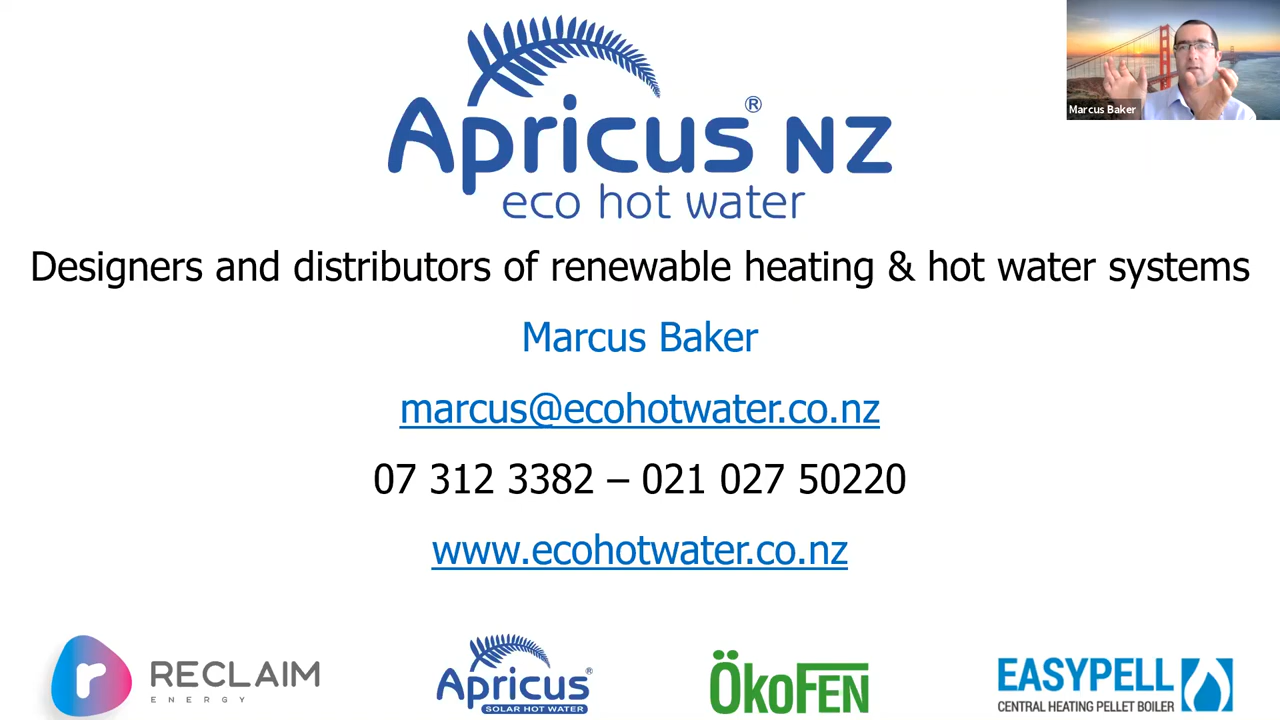 Apricus® NZ
eco hot water
Marcus Baker
Designers and distributors of renewable heating & hot water systems
Marcus Baker
marcus@ecohotwater.co.nz
07 312 3382 – 021 027 50220
www.ecohotwater.co.nz
r RECLAIM
ENERGY
Apricus®
SOLAR HOT WATER
ÖkoFEN
EASYPELL
CENTRAL HEATING PELLET BOILER